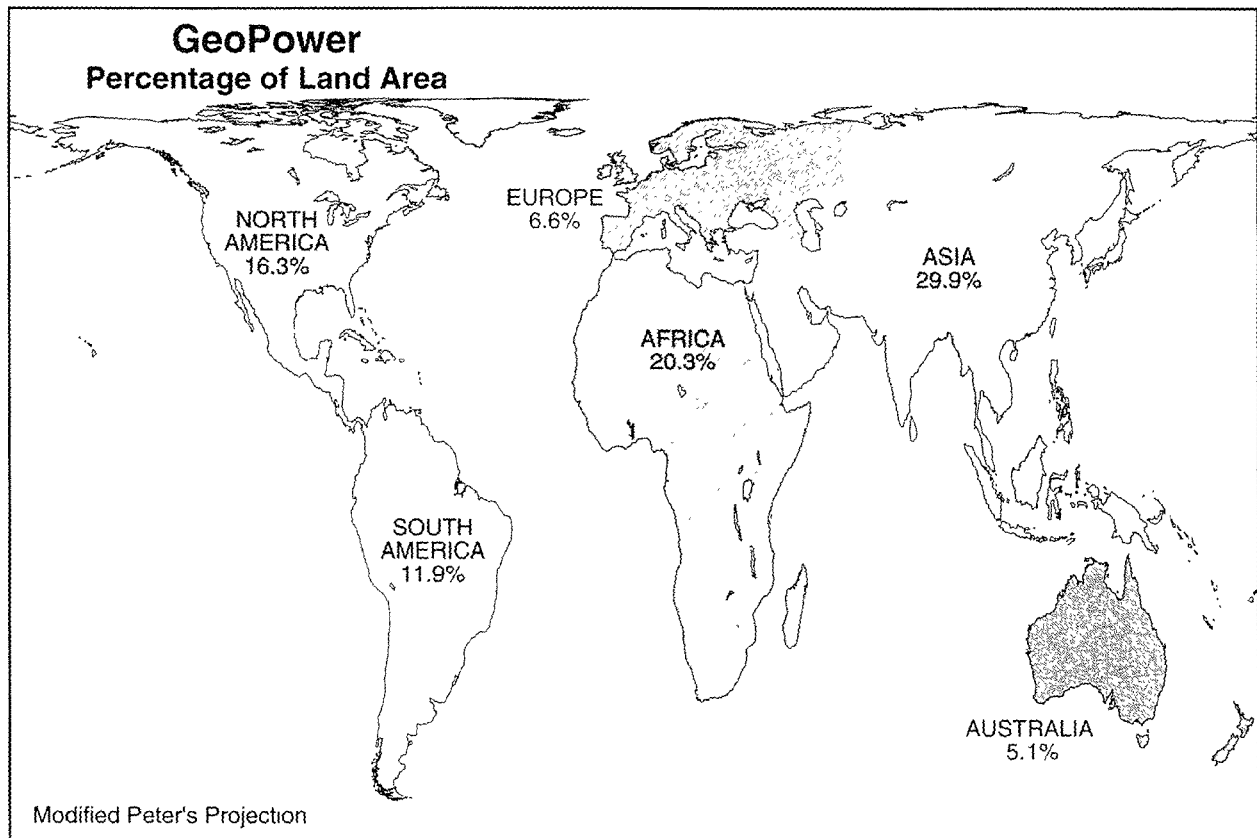 GeoPower
Percentage of Land Area
EUROPE
6.6%
NORTH
AMERICA
16.3%
ASIA
29.9%
AFRICA
20.3%
SOUTH
AMERICA
11.9%
AUSTRALIA
5.1%
Modified Peter's Projection